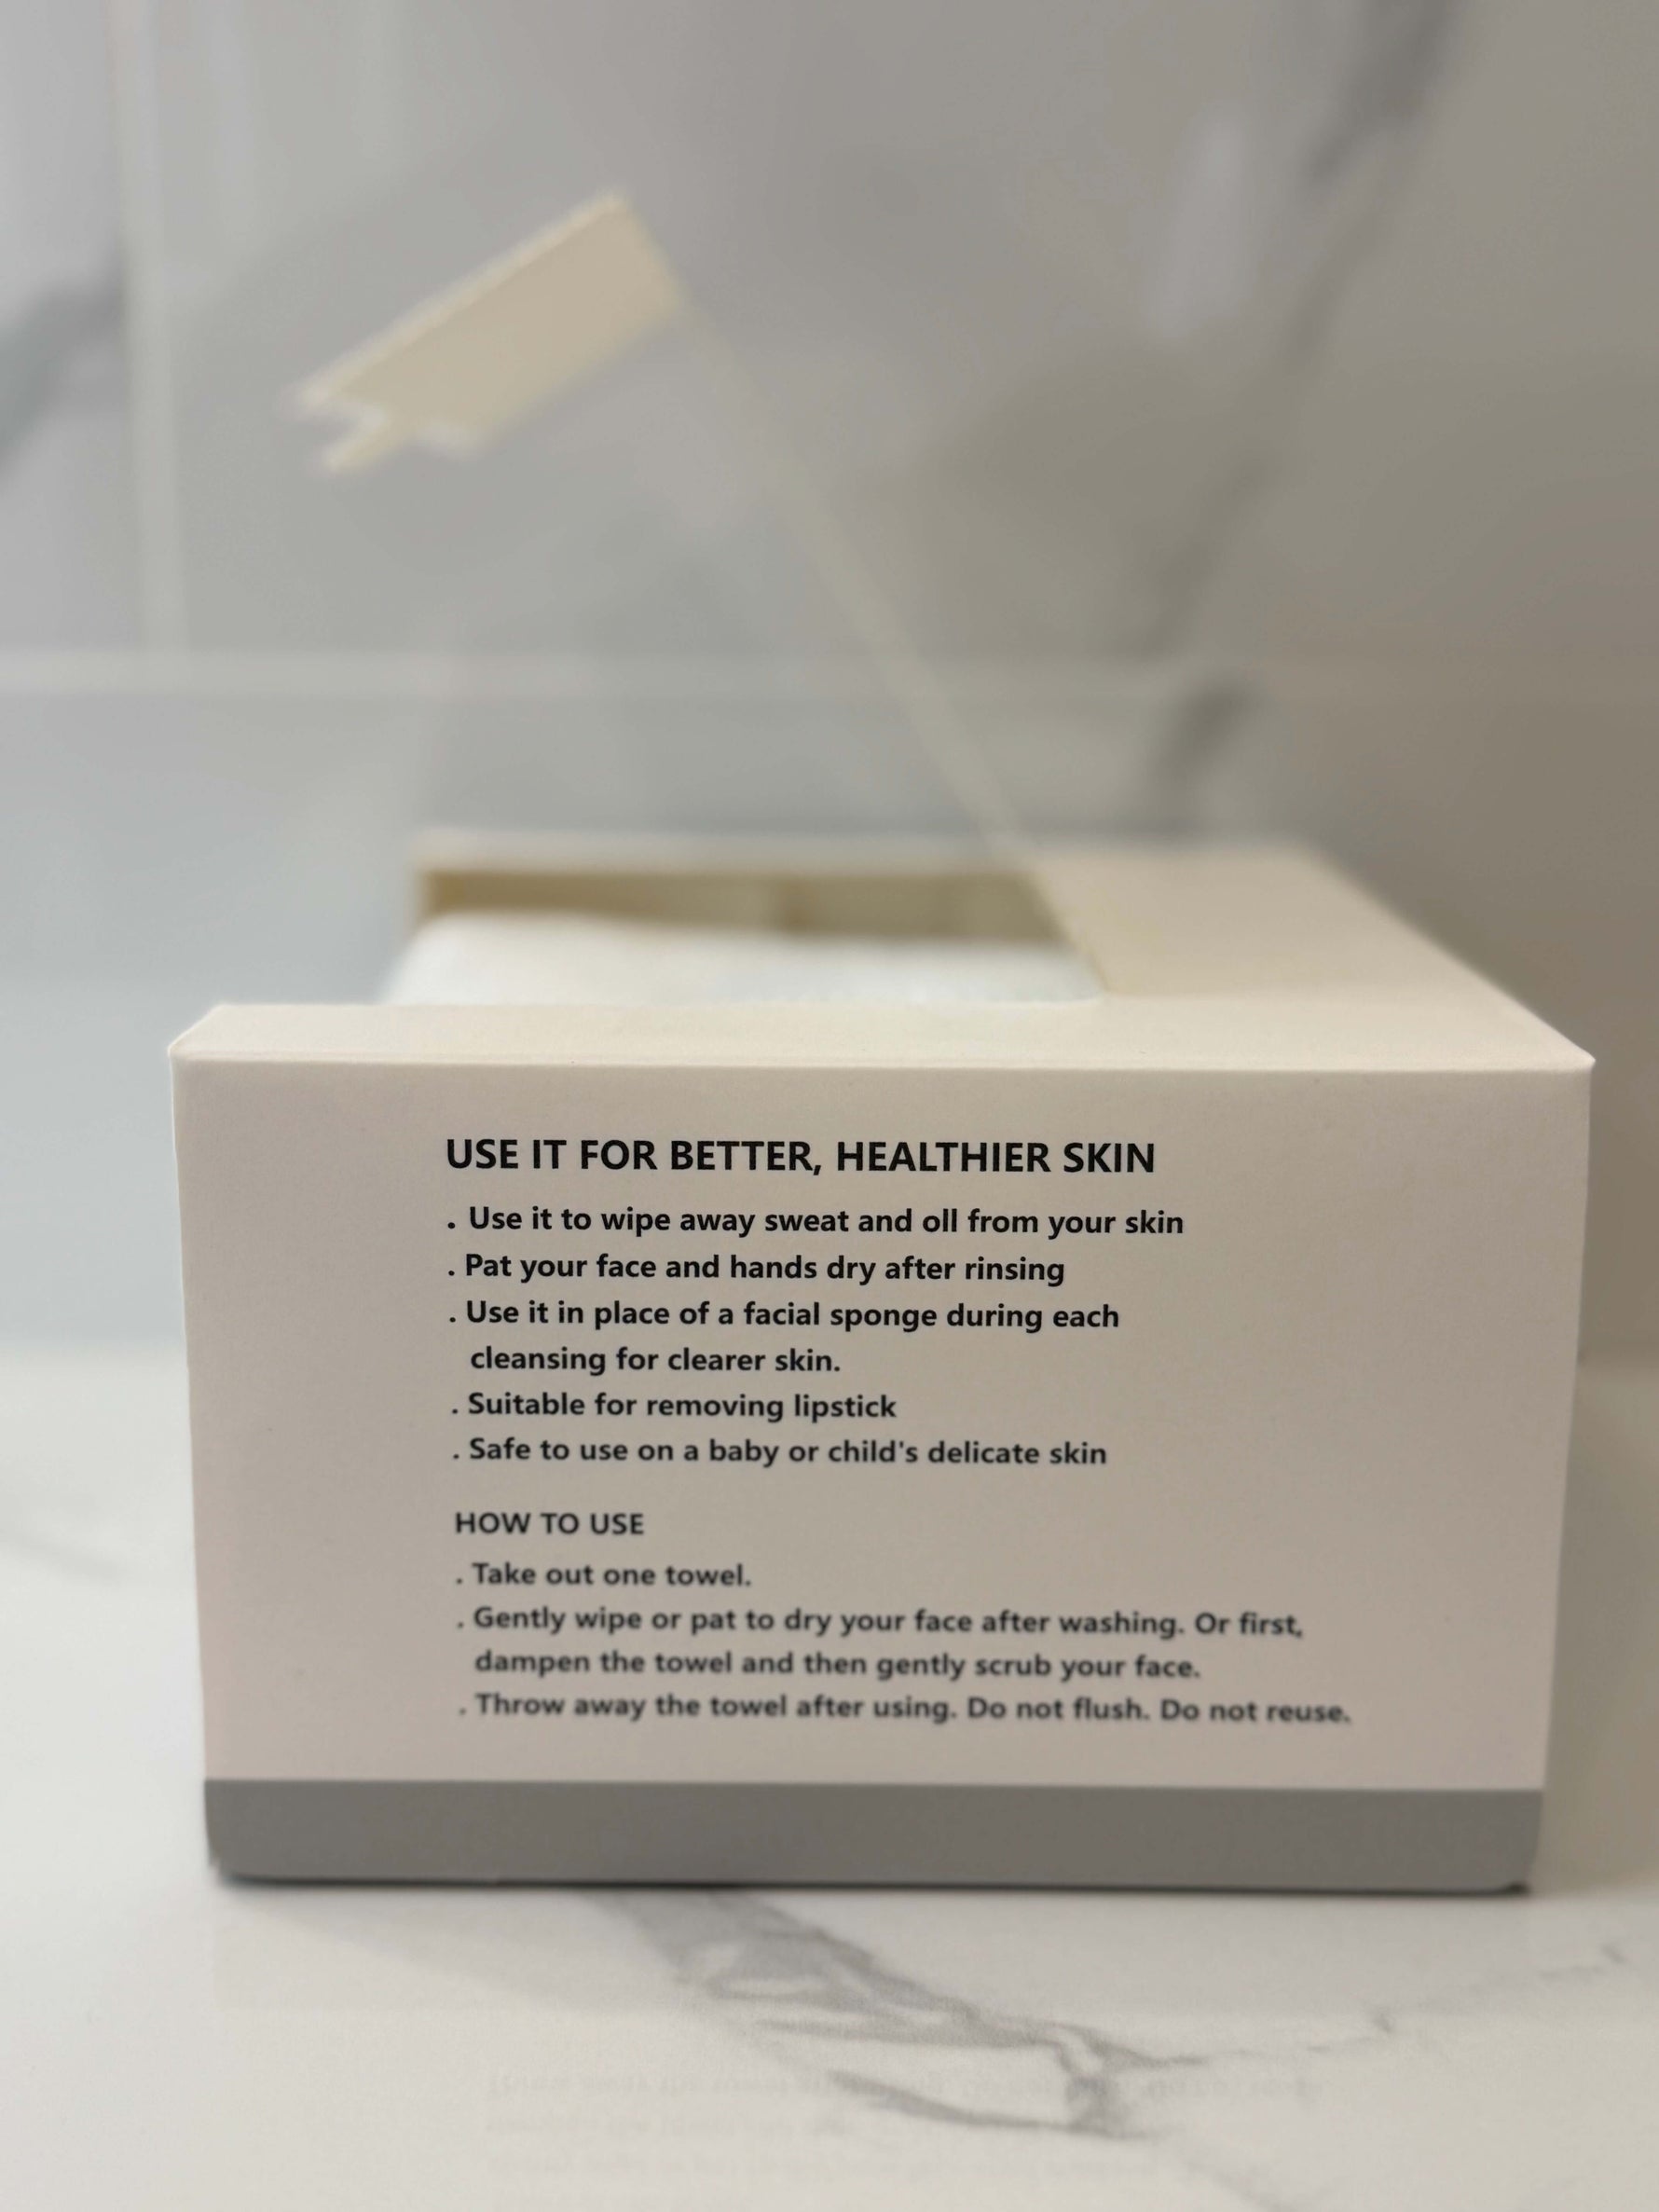 USE IT FOR BETTER, HEALTHIER SKIN
. Use it to wipe away sweat and oll from your skin
. Pat your face and hands dry after rinsing
. Use it in place of a facial sponge during each
cleansing for clearer skin.
. Suitable for removing lipstick
. Safe to use on a baby or child's delicate skin
HOW TO USE
. Take out one towel.
. Gently wipe or pat to dry your face after washing. Or first,
dampen the towel and then gently scrub your face.
. Throw away the towel after using. Do not flush. Do not reuse.